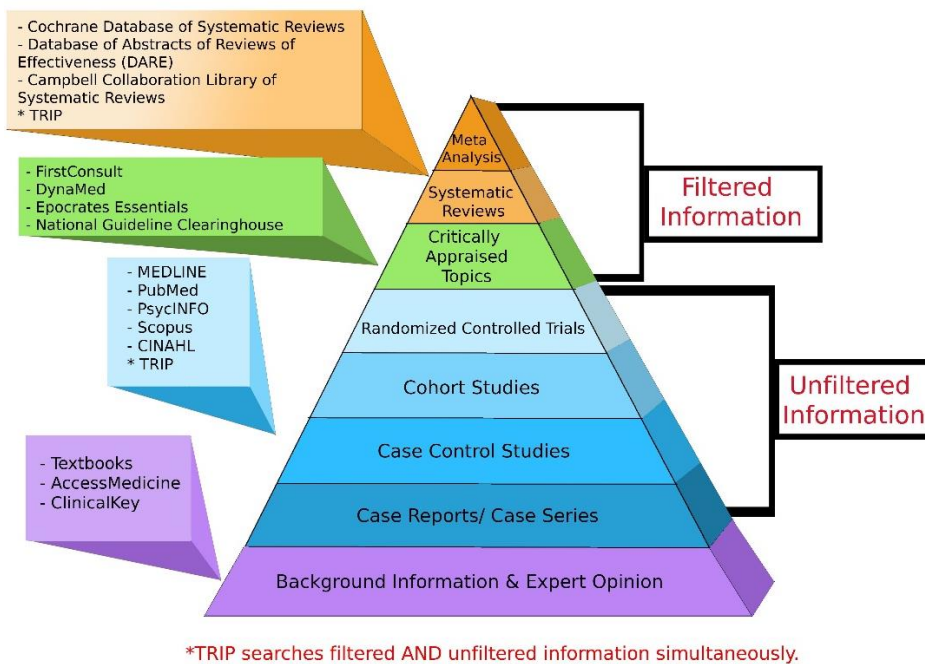 - Cochrane Database of Systematic Reviews
- Database of Abstracts of Reviews of
Effectiveness (DARE)
- Campbell Collaboration Library of
Systematic Reviews
* TRIP
- FirstConsult
- DynaMed
- Epocrates Essentials
- National Guideline Clearinghouse
- MEDLINE
- PubMed
- PsycINFO
- Scopus
- CINAHL
* TRIP
- Textbooks
- AccessMedicine
- ClinicalKey
Meta
Analysis
Systematic
Reviews
Critically
Appraised
Topics
Randomized Controlled Trials
Cohort Studies
Case Control Studies
Case Reports/ Case Series
Background Information & Expert Opinion
Filtered
Information
Unfiltered
Information
*TRIP searches filtered AND unfiltered information simultaneously.